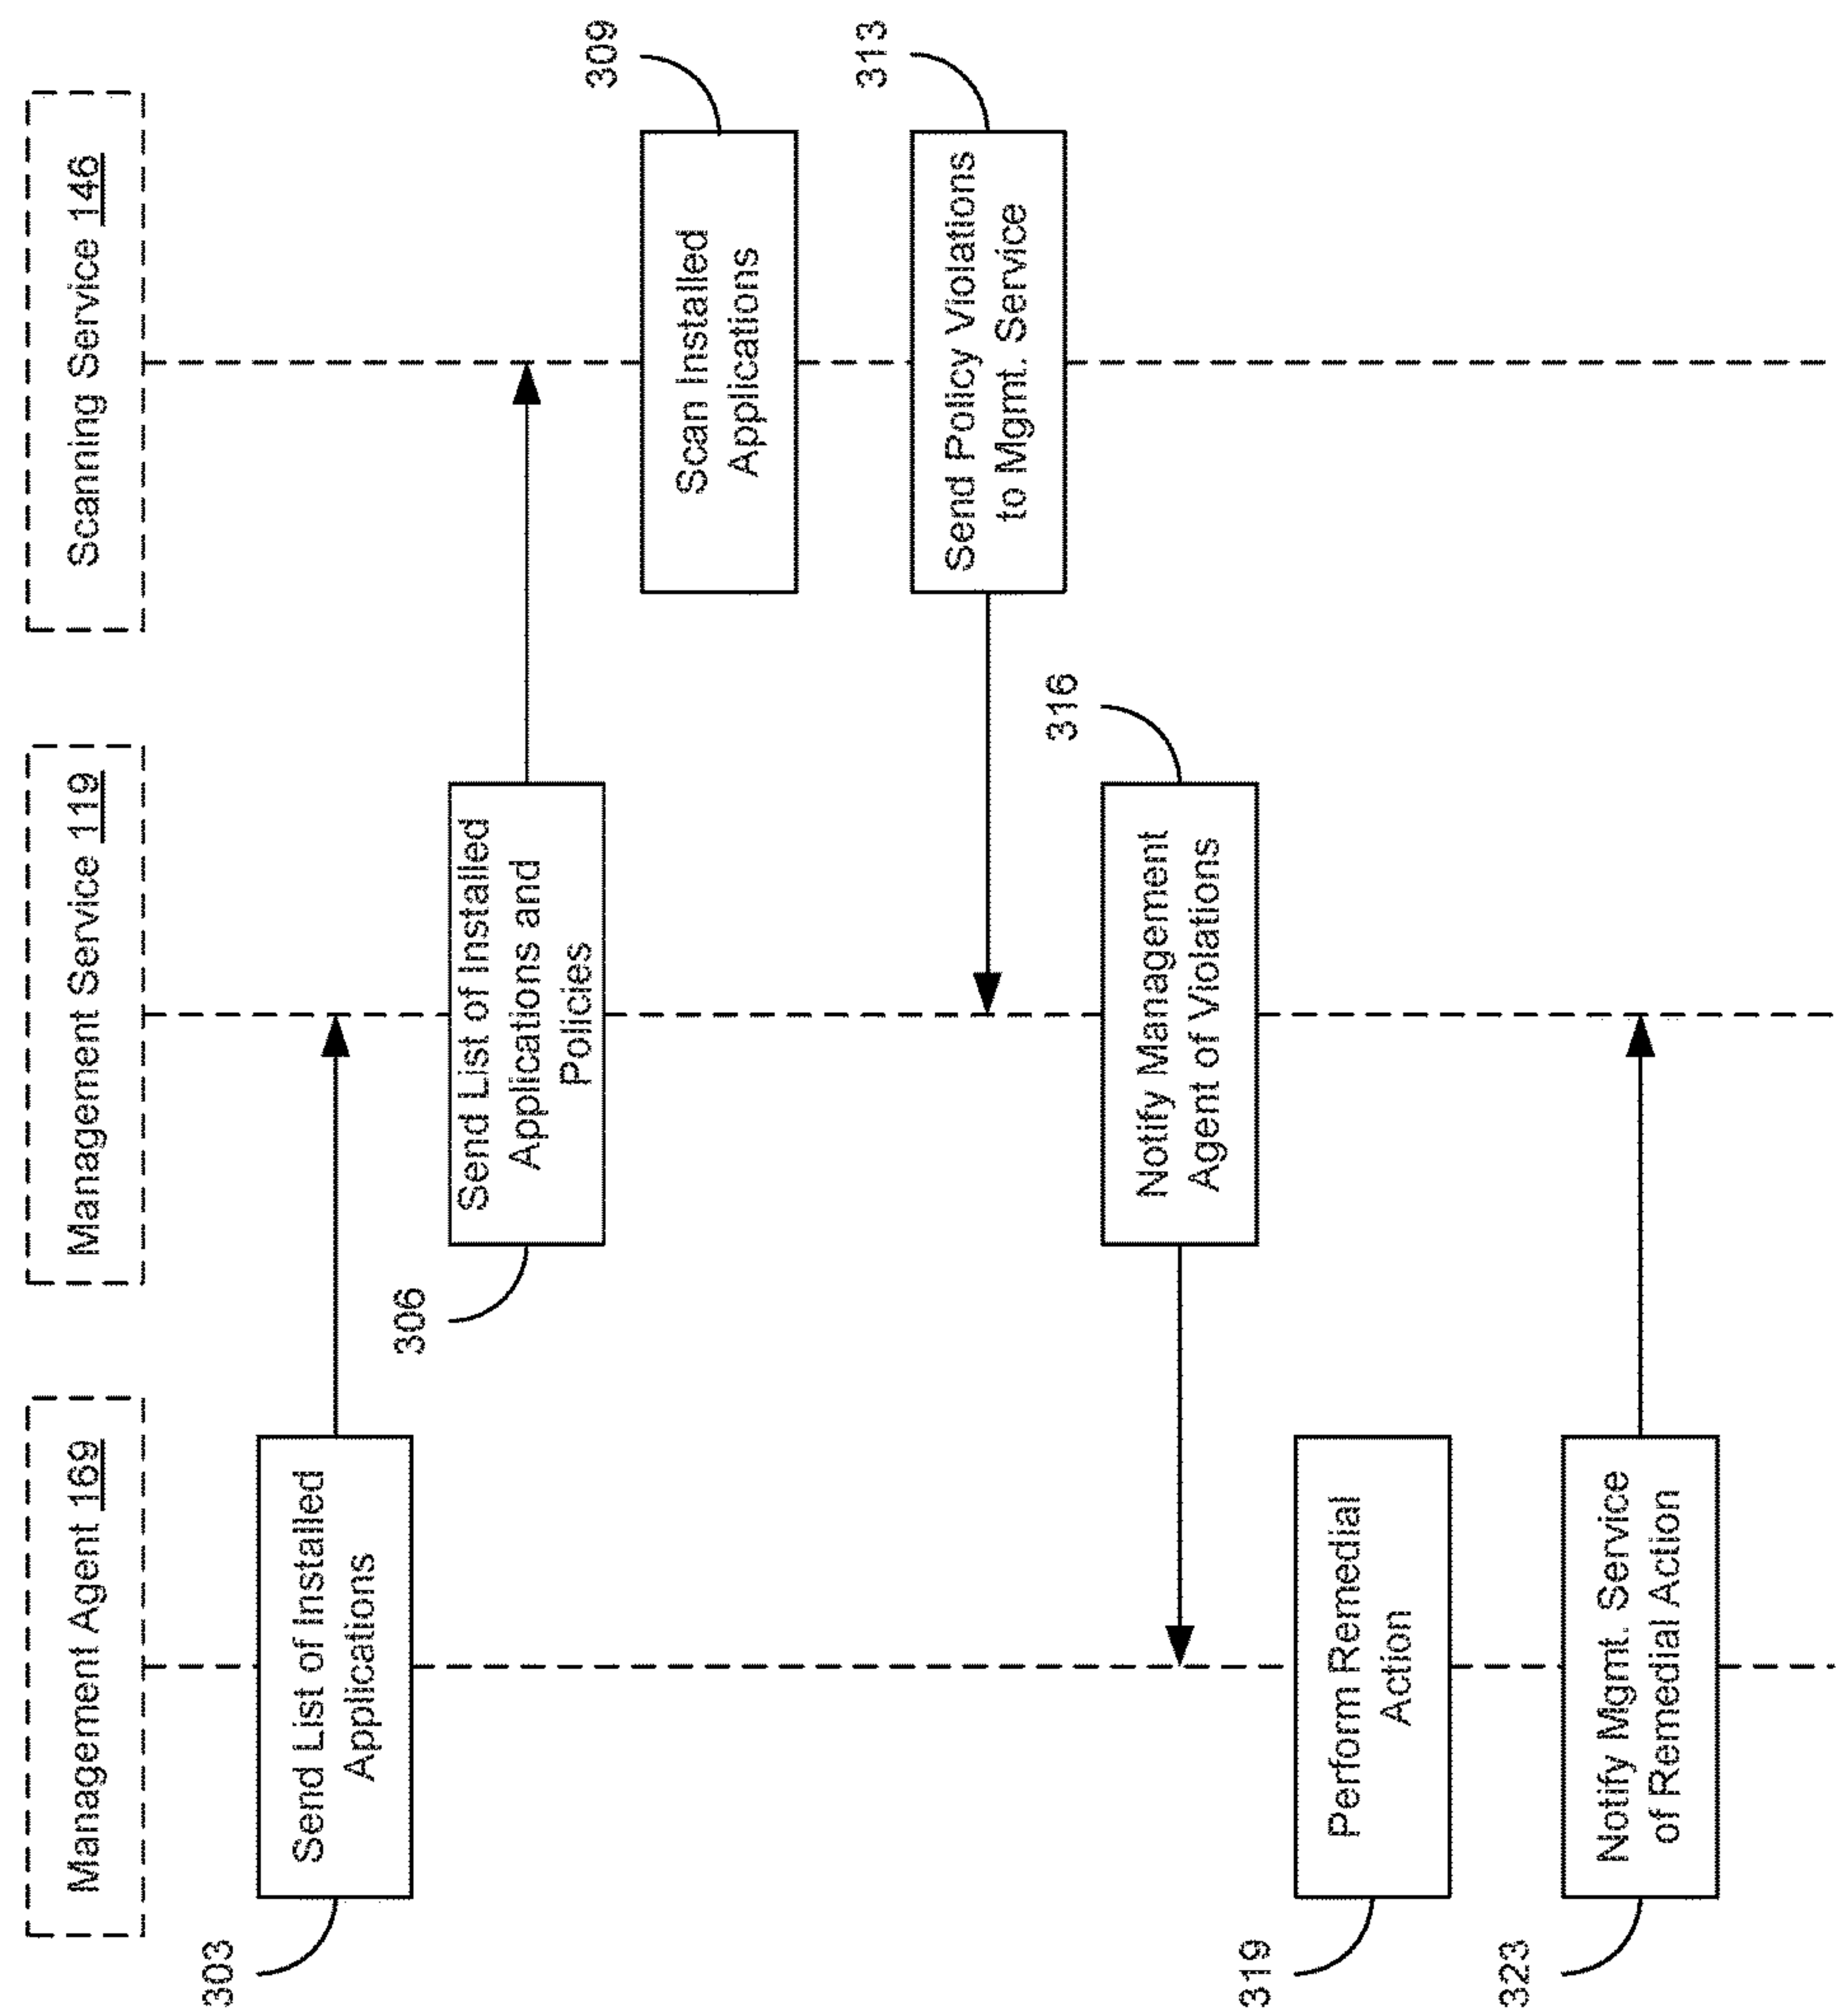 Management Agent 169
Management Service 119
Scanning Service 146
303
Send List of Installed
Applications
306
Send List of Installed
Applications and
Policies
309
Scan Installed
Applications
313
Send Policy Violations
to Mgmt. Service
316
Notify Management
Agent of Violations
319
Perform Remedial
Action
323
Notify Mgmt. Service
of Remedial Action